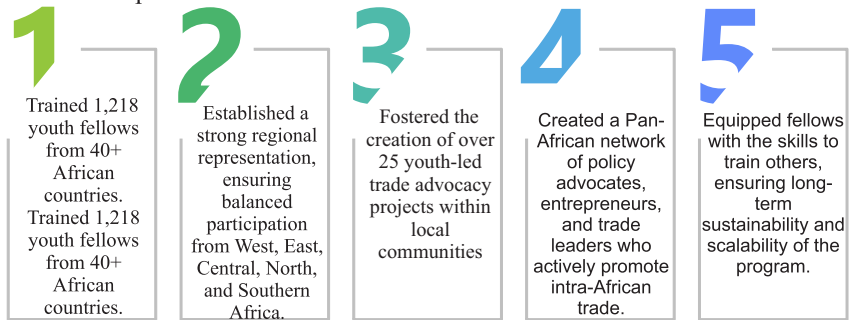 1
Trained 1,218
youth fellows
from 40+
African
countries.
Trained 1,218
youth fellows
from 40+
African
countries.
2
Established a
strong regional
representation,
ensuring
balanced
participation
from West, East,
Central, North,
and Southern
Africa.
3
Fostered the
creation of over
25 youth-led
trade advocacy
projects within
local
communities
4
Created a Pan-
African network
of policy
advocates,
entrepreneurs,
and trade
leaders who
actively promote
intra-African
trade.
5
Equipped fellows
with the skills to
train others,
ensuring long-
term
sustainability and
scalability of the
program.